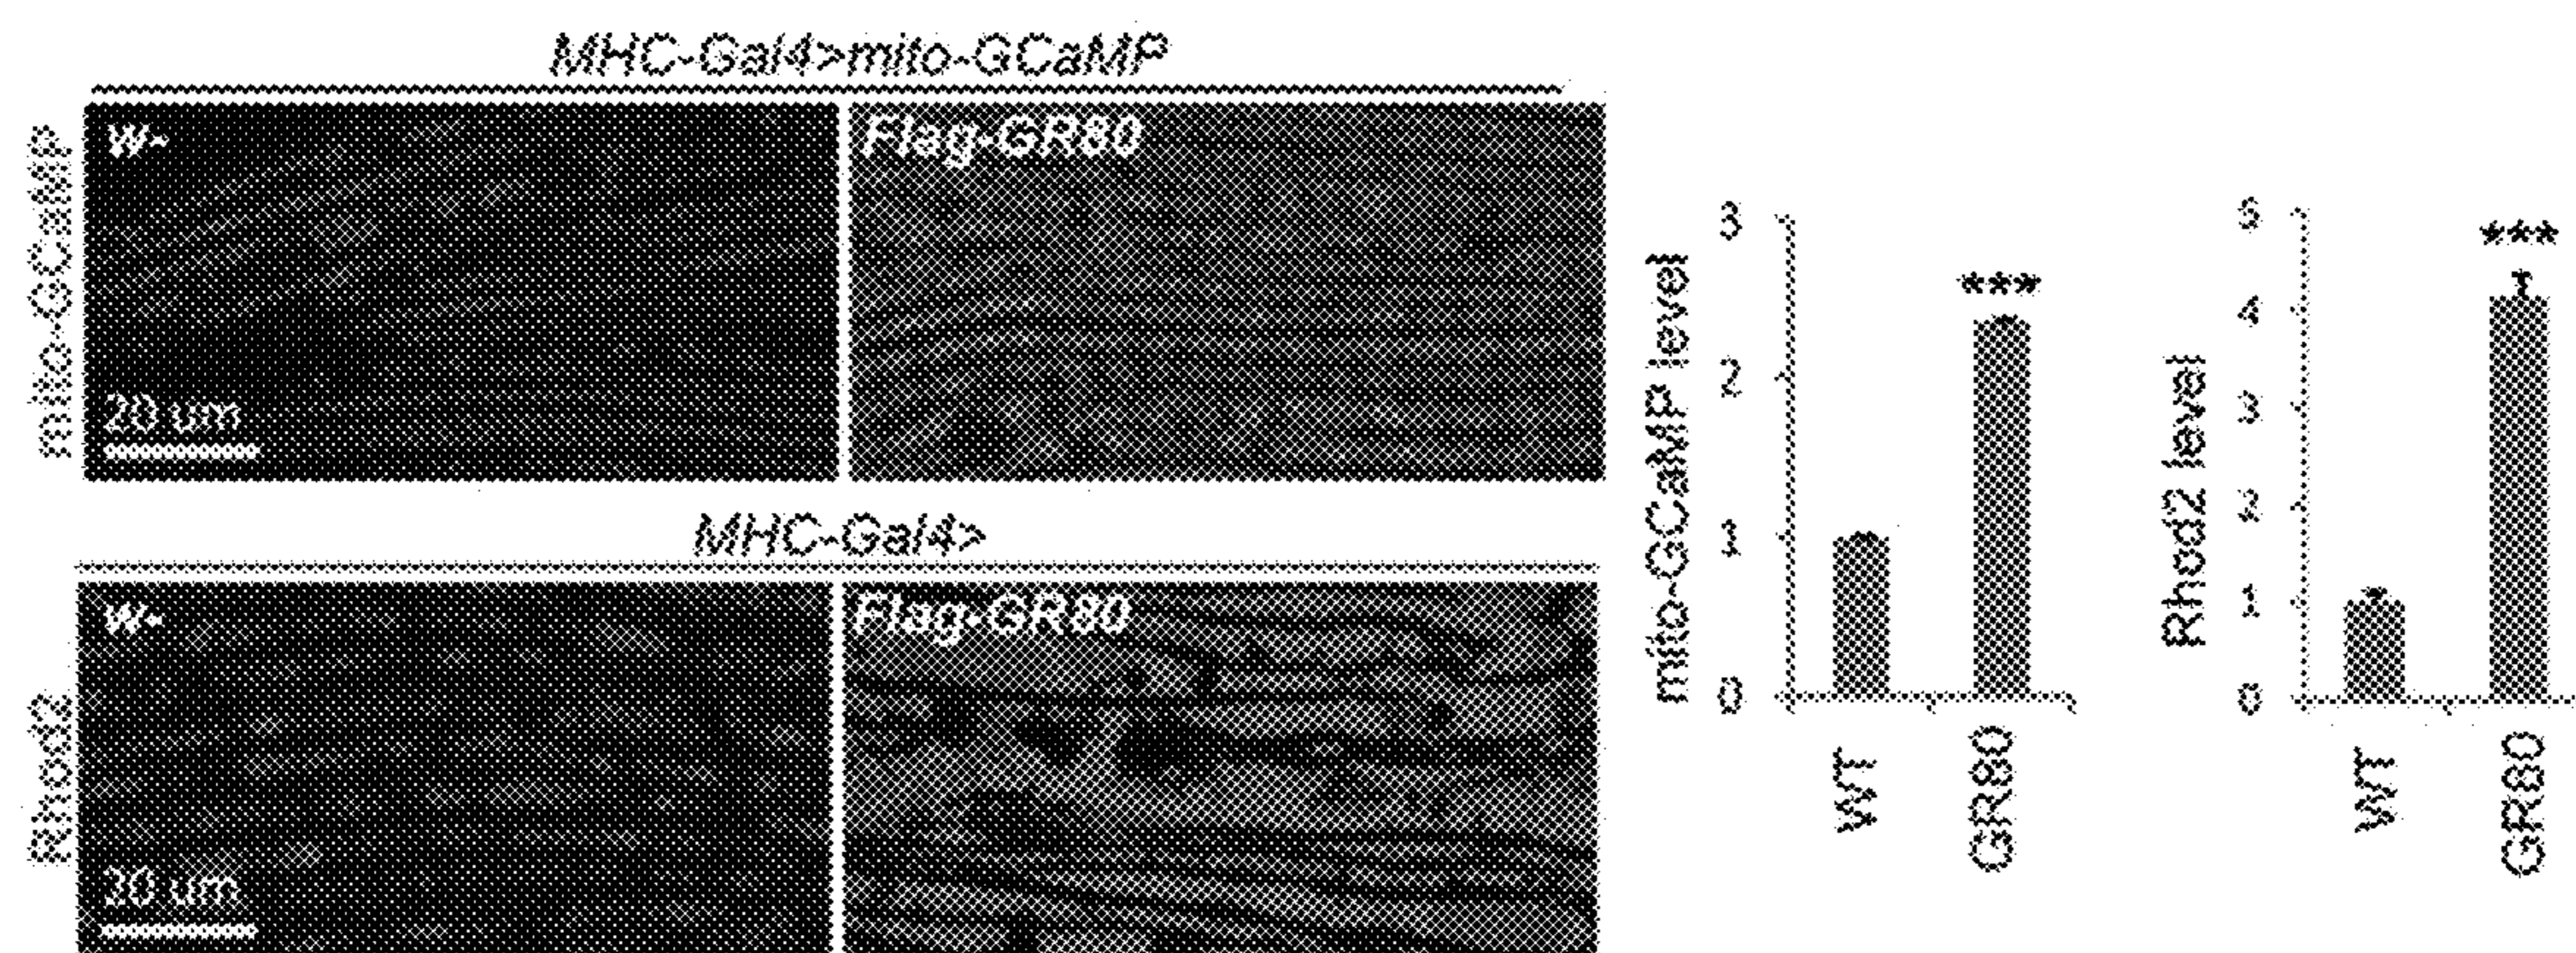 MHC-Gal4>mito-GCaMP
mito-GCaMP
w-
Flag-GR80
20 um
MHC-Gal4>
Rhod2
w-
Flag-GR80
20 um
mito-GCaMP level
3
2
1
0
***
WT
GR80
Rhod2 level
5
4
3
2
1
0
***
WT
GR80